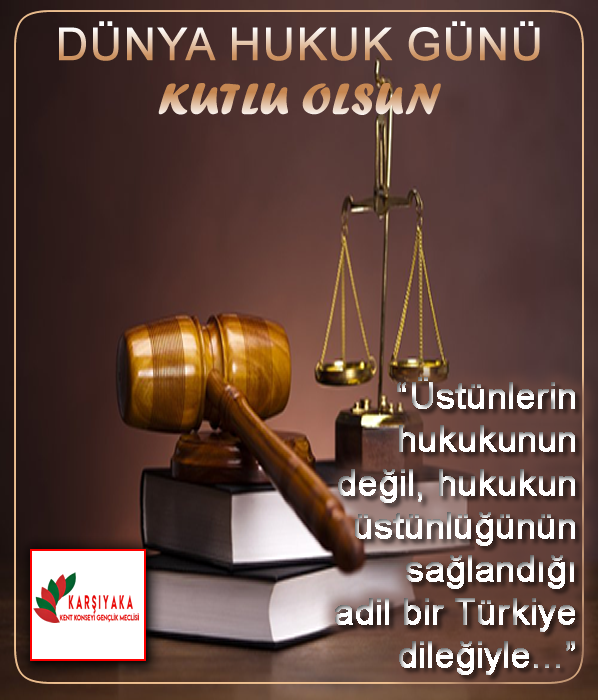 DÜNYA HUKUK GÜNÜ
KUTLU OLSUN
“Üstünlerin
hukukunun
değil, hukukun
üstünlüğünün
sağlandığı
adil bir Türkiye
dileğiyle...”
KARŞIYAKA
KENT KONSEYİ GENÇLİK MECLİSİ